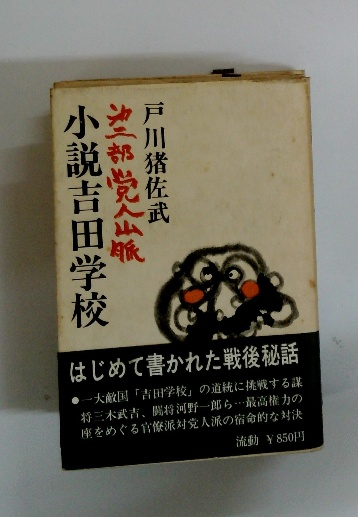 戸川猪佐武
第二部党人山脈
小説吉田学校
はじめて書かれた戦後秘話
●一大敵国「吉田学校」の道統に挑戦する謀
将三木武吉、闘将河野一郎ら…最高権力の
座をめぐる官僚派対党人派の宿命的な対決
流動 ¥850円